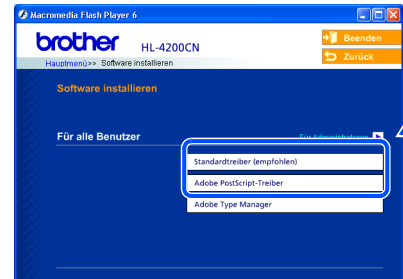 Macromedia Flash Player 6
brother HL-4200CN
Beenden
Zurück
Hauptmenü>> Software installieren
Software installieren
Für alle Benutzer
Für Administratoren
Standardtreiber (empfohlen)
Adobe PostScript-Treiber
Adobe Type Manager